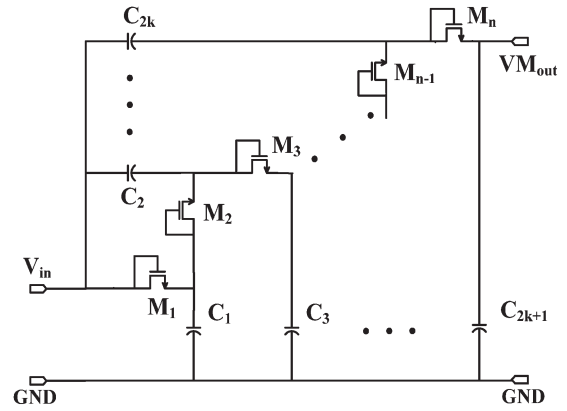 C2k
Mn
VMout
Mn-1
M3
C2
M2
Vin
M1
C1
C3
C2k+1
GND
GND